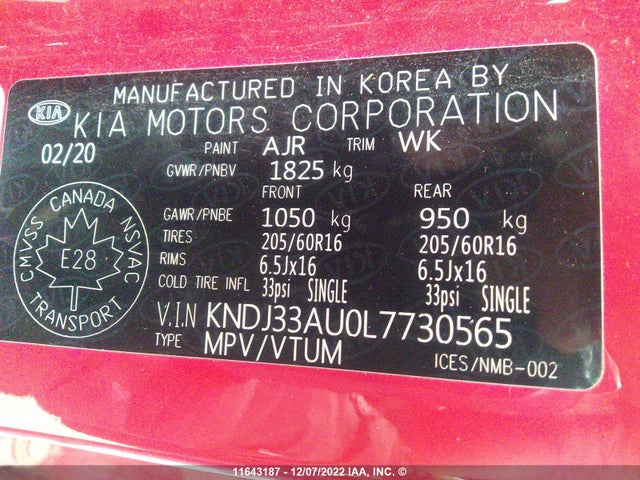 MANUFACTURED IN KOREA BY
KIA KIA MOTORS CORPORATION
02/20 PAINT AJR TRIM WK
GVWR/PNBV 1825 kg
FRONT REAR
GAWR/PNBE 1050 kg 950 kg
TIRES 205/60R16 205/60R16
RIMS 6.5Jx16 6.5Jx16
COLD TIRE INFL 33psi SINGLE 33psi SINGLE
V.I.N KNDJ33AU0L7730565
TYPE MPV/VTUM ICES/NMB-002
CANADA
CMVSS NSVAC
E28
TRANSPORT
11643187 - 12/07/2022 IAA, INC. ©